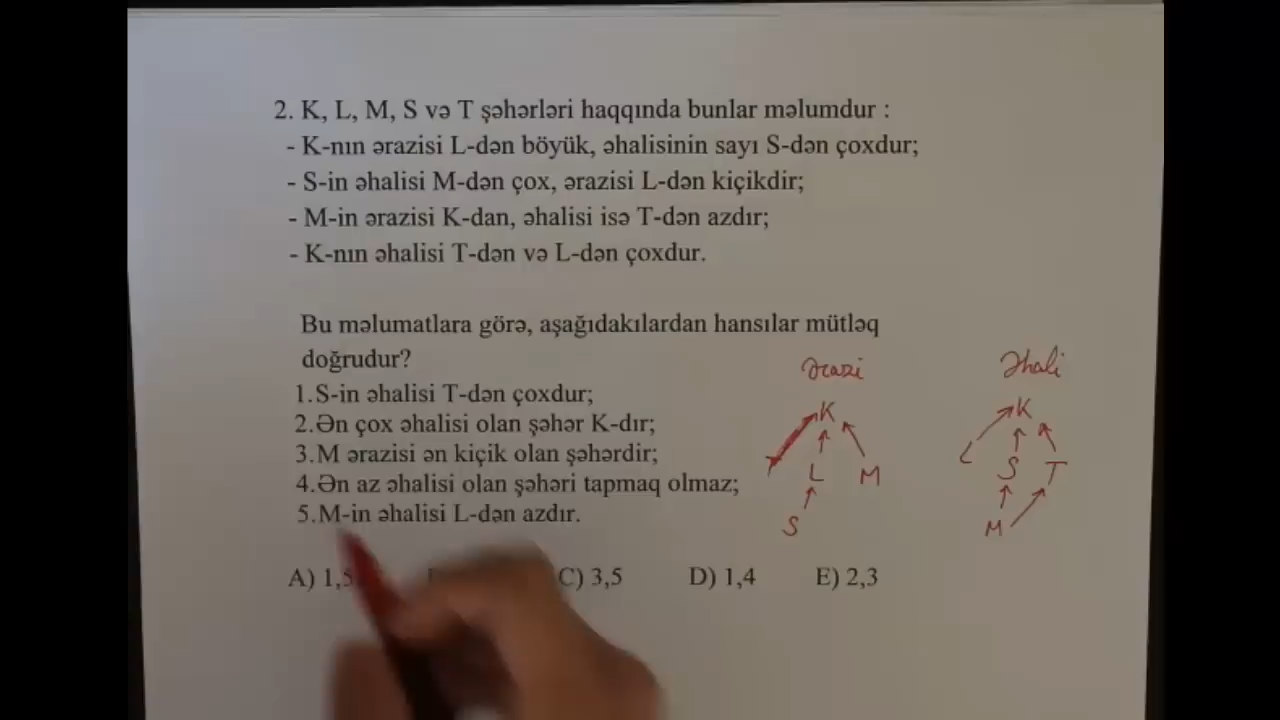 2. K, L, M, S və T şəhərləri haqqında bunlar məlumdur :
- K-nın ərazisi L-dən böyük, əhalisinin sayı S-dən çoxdur;
- S-in əhalisi M-dən çox, ərazisi L-dən kiçikdir;
- M-in ərazisi K-dan, əhalisi isə T-dən azdır;
- K-nın əhalisi T-dən və L-dən çoxdur.
Bu məlumatlara görə, aşağıdakılardan hansılar mütləq
doğrudur?
1.S-in əhalisi T-dən çoxdur;
2.Ən çox əhalisi olan şəhər K-dır;
3.M ərazisi ən kiçik olan şəhərdir;
4.Ən az əhalisi olan şəhəri tapmaq olmaz;
5.M-in əhalisi L-dən azdır.
A) 1,5 C) 3,5 D) 1,4 E) 2,3
Ərazi
K
L M
S
Əhali
K
L S T
M